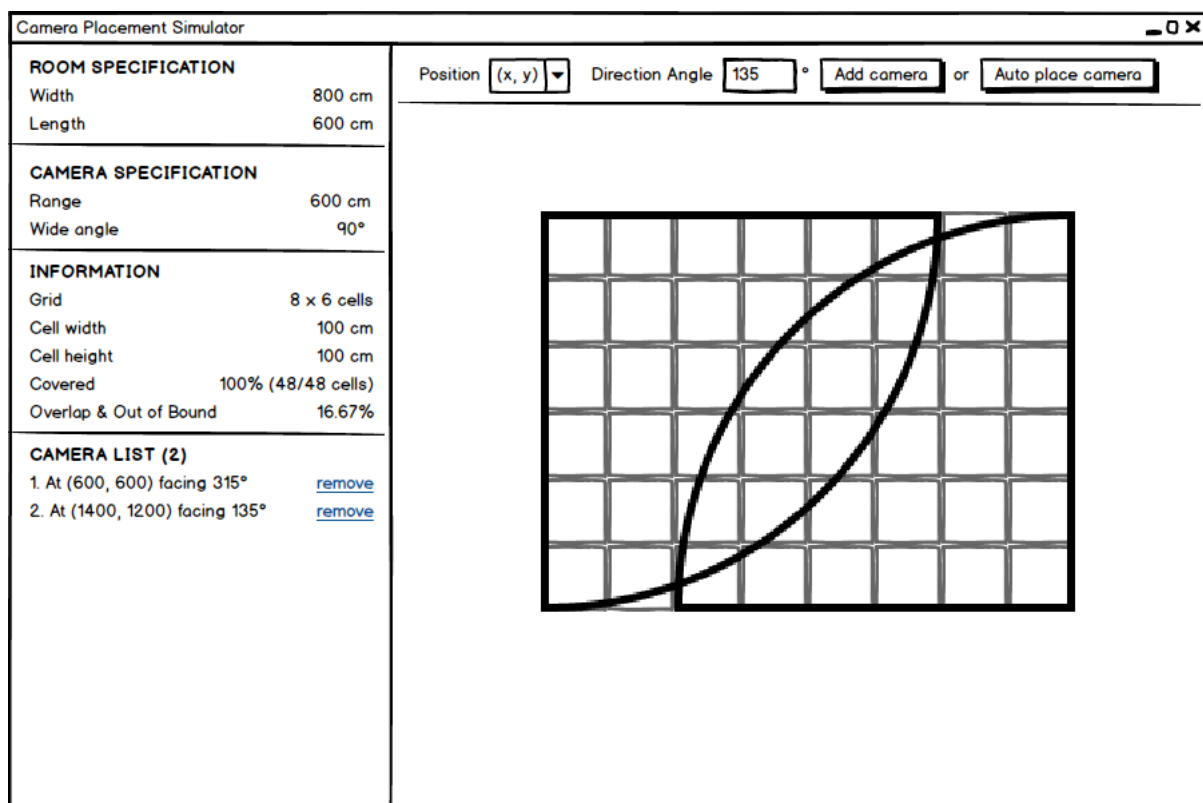 Camera Placement Simulator
ROOM SPECIFICATION
Width 800 cm
Length 600 cm
CAMERA SPECIFICATION
Range 600 cm
Wide angle 90°
INFORMATION
Grid 8 x 6 cells
Cell width 100 cm
Cell height 100 cm
Covered 100% (48/48 cells)
Overlap & Out of Bound 16.67%
CAMERA LIST (2)
1. At (600, 600) facing 315° remove
2. At (1400, 1200) facing 135° remove
Position (x, y) Direction Angle 135 ° Add camera or Auto place camera